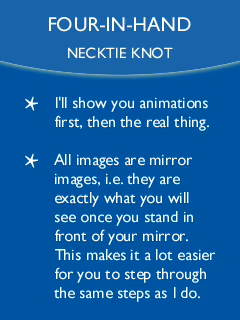 FOUR-IN-HAND
NECKTIE KNOT
I'll show you animations
first, then the real thing.
All images are mirror
images, i.e. they are
exactly what you will
see once you stand in
front of your mirror.
This makes it a lot easier
for you to step through
the same steps as I do.